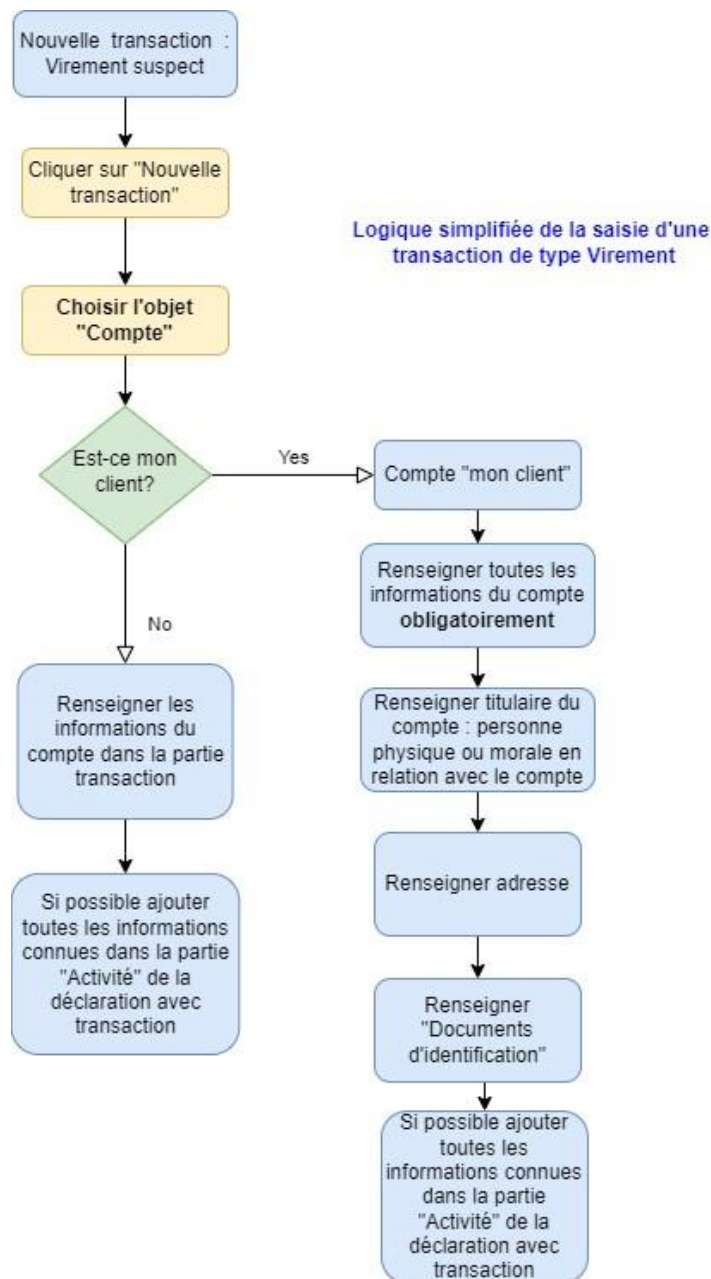 Nouvelle transaction :
Virement suspect
Cliquer sur "Nouvelle
transaction"
Logique simplifiée de la saisie d'une
transaction de type Virement
Choisir l'objet
"Compte"
Est-ce mon
client?
Yes
Compte "mon client"
Renseigner toutes les
informations du compte
obligatoirement
No
Renseigner les
informations du
compte dans la partie
transaction
Renseigner titulaire du
compte : personne
physique ou morale en
relation avec le compte
Si possible ajouter
toutes les informations
connues dans la partie
"Activité" de la
déclaration avec
transaction
Renseigner adresse
Renseigner
"Documents
d'identification"
Si possible ajouter
toutes les
informations connues
dans la partie
"Activité" de la
déclaration avec
transaction